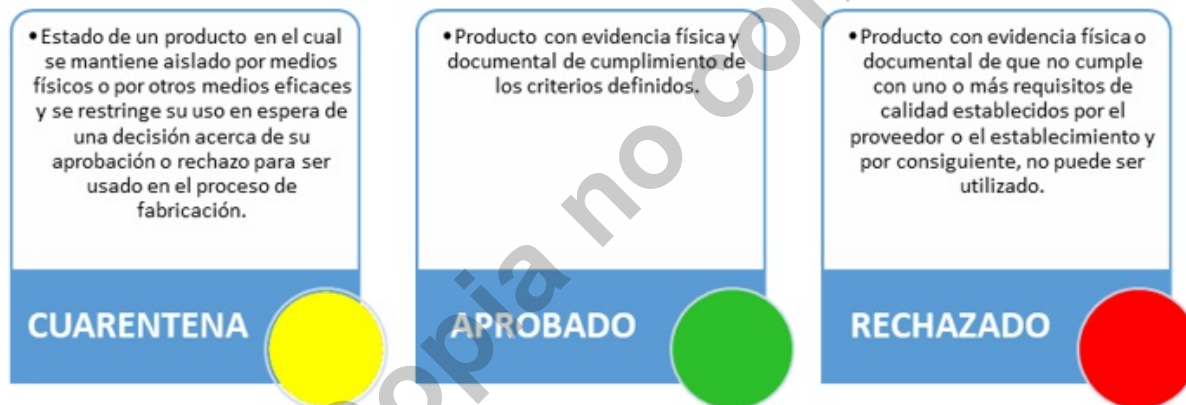 •Estado de un producto en el cual
se mantiene aislado por medios
físicos o por otros medios eficaces
y se restringe su uso en espera de
una decisión acerca de su
aprobación o rechazo para ser
usado en el proceso de
fabricación.
CUARENTENA
•Producto con evidencia física y
documental de cumplimiento de
los criterios definidos.
APROBADO
•Producto con evidencia física o
documental de que no cumple
con uno o más requisitos de
calidad establecidos por el
proveedor o el establecimiento y
por consiguiente, no puede ser
utilizado.
RECHAZADO
opia no con